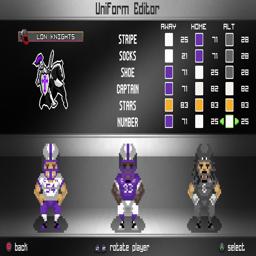 Uniform Editor
AWAY HOME ALT
LON KNIGHTS
STRIPE 25 71 28
SOCKS 21 71 28
SHOE 71 25 28
CAPTAIN 71 82 82
STARS 83 83 83
NUMBER 71 25 25
back
rotate player
select